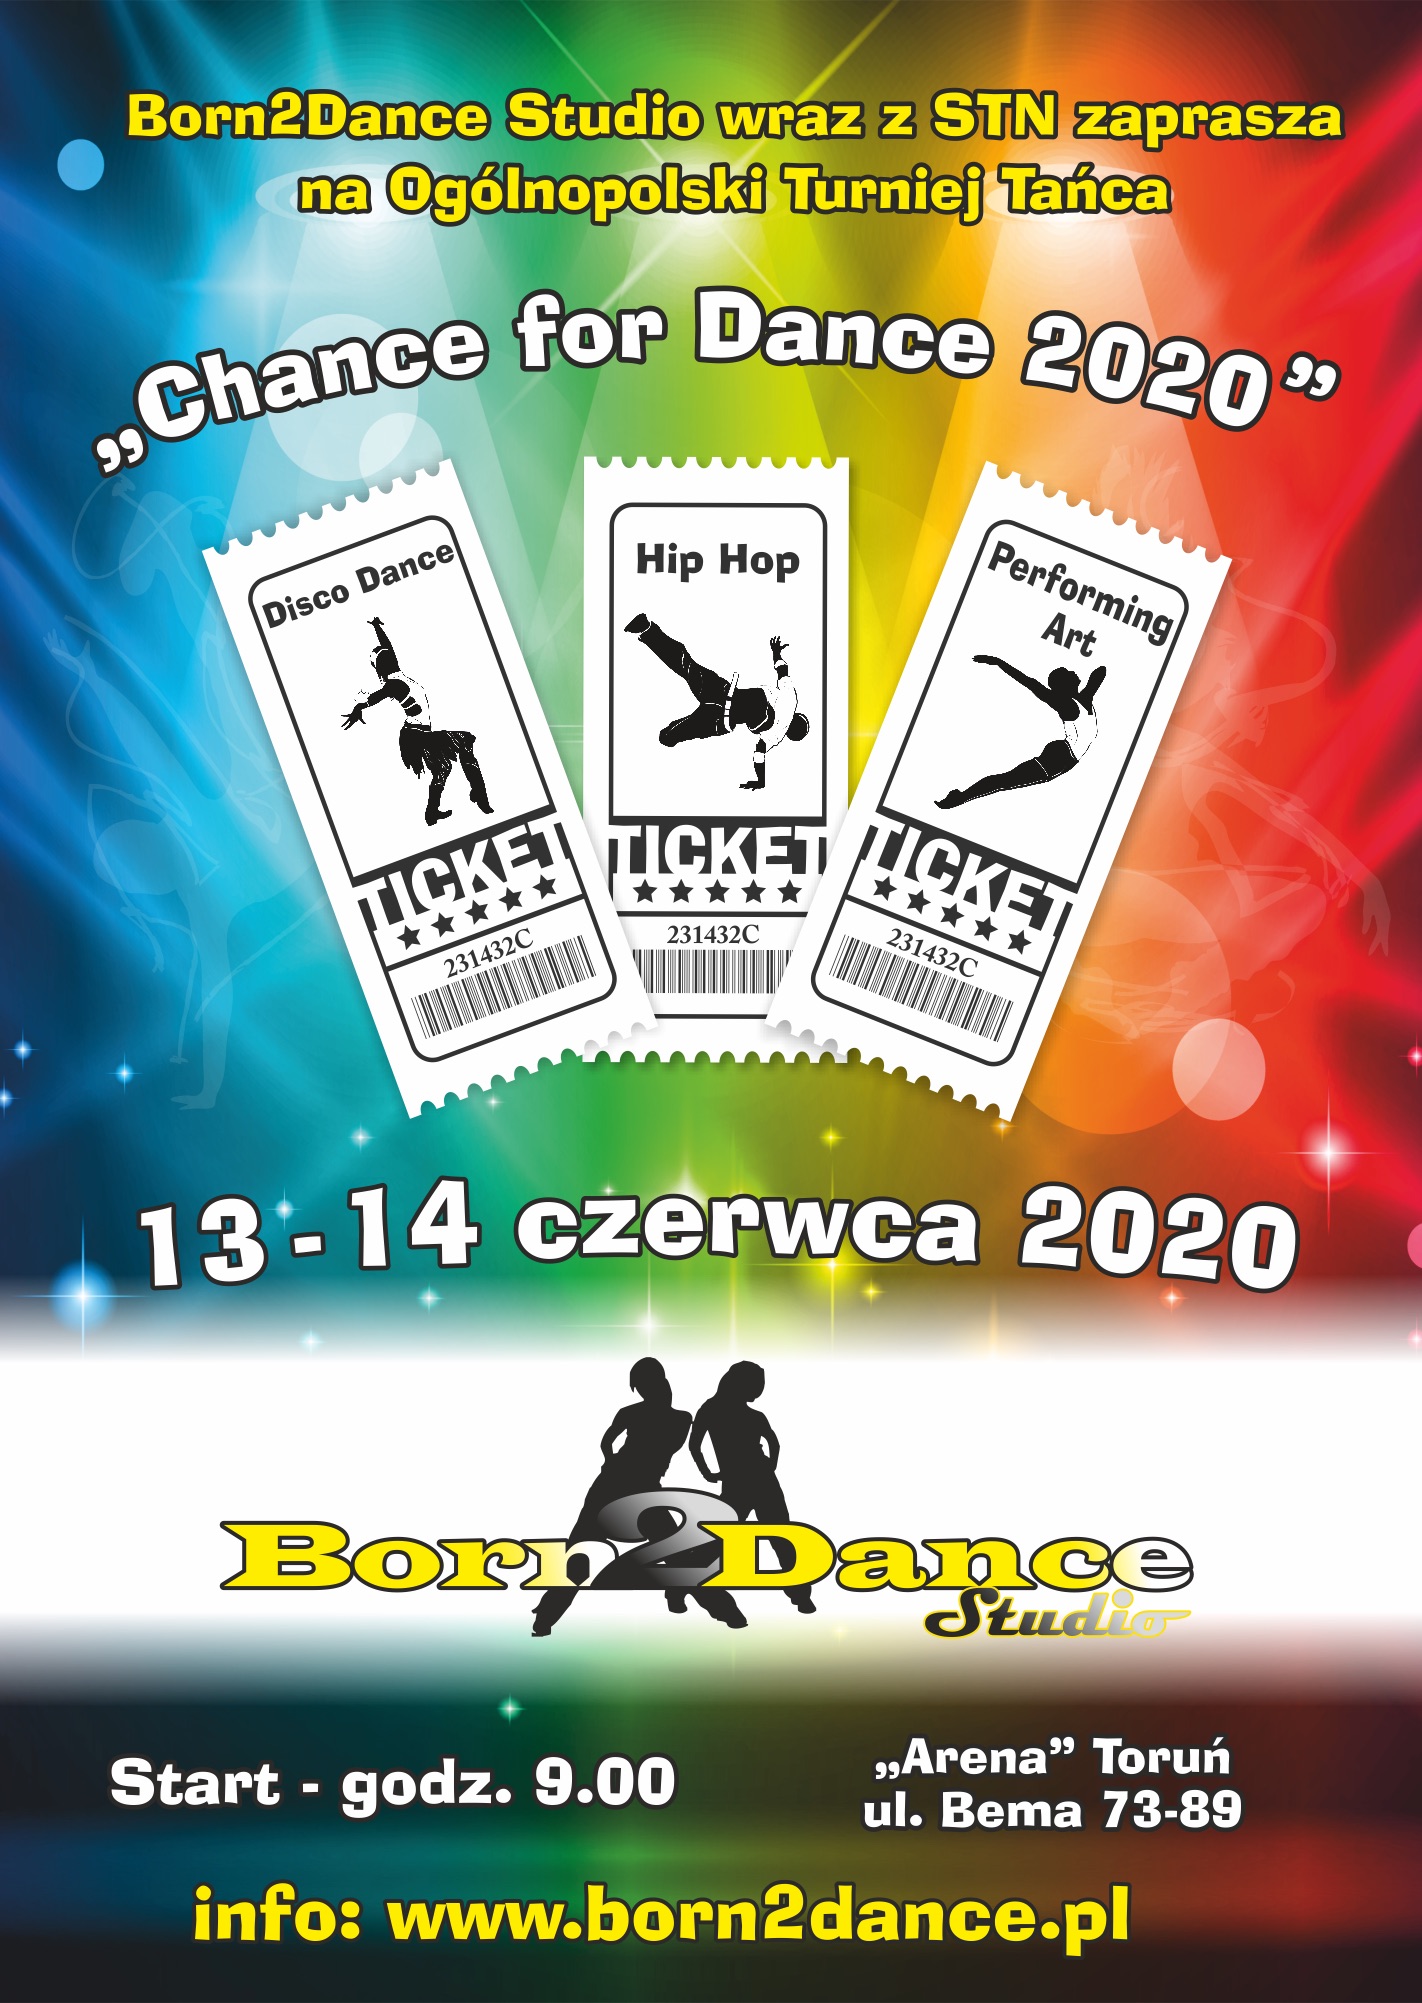 Born2Dance Studio wraz z STN zaprasza
na Ogólnopolski Turniej Tańca
„Chance for Dance 2020”
Disco Dance
TICKET
231432C
Hip Hop
TICKET
231432C
Performing
Art
TICKET
231432C
13 - 14 czerwca 2020
Born2Dance
Studio
Start - godz. 9.00
„Arena” Toruń
ul. Bema 73-89
info: www.born2dance.pl